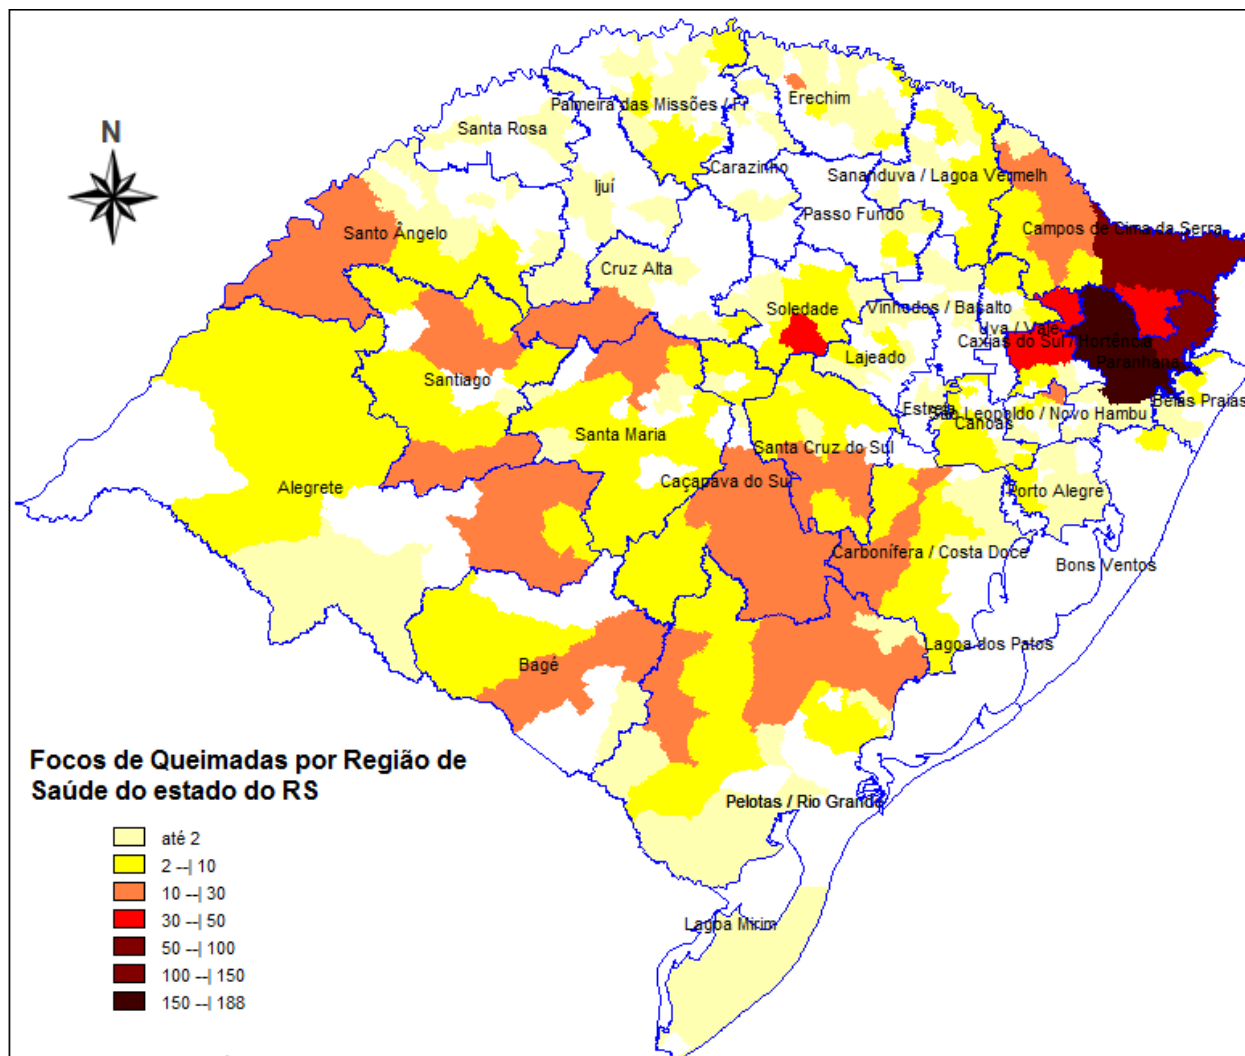 N
Palmeira das Missões / Fr
Erechim
Santa Rosa
Carazinho
Ijuí
Sananduva / Lagoa Vermelh
Passo Fundo
Santo Ângelo
Campos de Cima da Serra
Cruz Alta
Soledade
Vinhedos / Basalto
Uva / Vale
Caxias do Sul / Hortência
Lajeado
Paranhana
Santiago
Estrela
Belas Praias
São Leopoldo / Novo Hambu
Canoas
Santa Maria
Santa Cruz do Sul
Caçapava do Sul
Alegrete
Porto Alegre
Carbonífera / Costa Doce
Bons Ventos
Lagoa dos Patos
Bagé
Focos de Queimadas por Região de
Saúde do estado do RS
Pelotas / Rio Grande
até 2
2 --| 10
10 --| 30
30 --| 50
50 --| 100
100 --| 150
150 --| 188
Lagoa Mirim